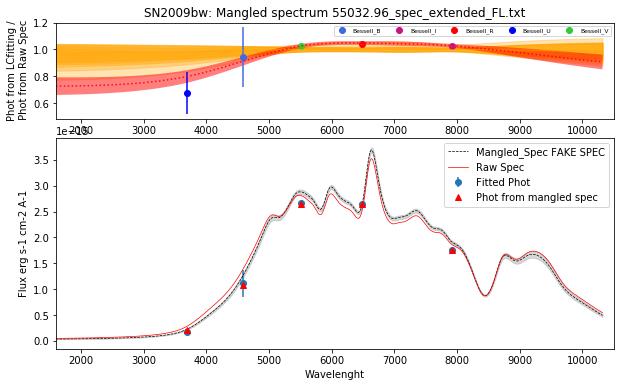 SN2009bw: Mangled spectrum 55032.96_spec_extended_FL.txt
Phot from LCfitting /
Phot from Raw Spec
1.2
1.0
0.8
0.6
Bessell_B
Bessell_I
Bessell_R
Bessell_U
Bessell_V
2000 3000 4000 5000 6000 7000 8000 9000 10000
Flux erg s-1 cm-2 A-1
3.5
3.0
2.5
2.0
1.5
1.0
0.5
0.0
Mangled_Spec FAKE SPEC
Raw Spec
Fitted Phot
Phot from mangled spec
2000 3000 4000 5000 6000 7000 8000 9000 10000
Wavelenght